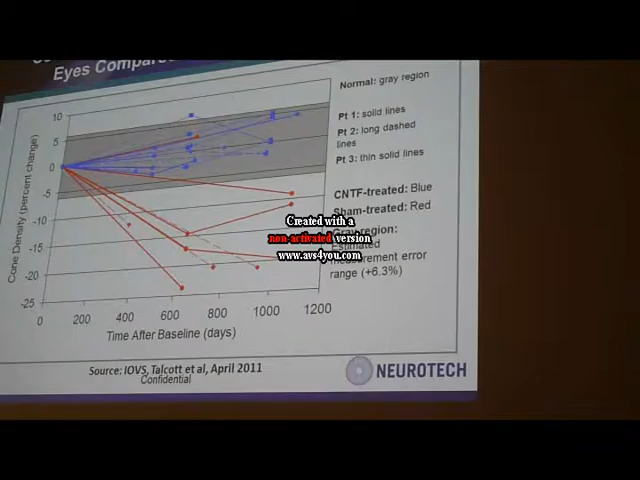 Eyes Compare
Normal: gray region
Pt 1: solid lines
Pt 2: long dashed
lines
Pt 3: thin solid lines
CNTF-treated: Blue
Sham-treated: Red
Gray region:
Estimated
measurement error
range (+6.3%)
Created with a
non-activated version
www.avs4you.com
Cone Density (percent change)
10
5
0
-5
-10
-15
-20
-25
0 200 400 600 800 1000 1200
Time After Baseline (days)
Source: IOVS, Talcott et al, April 2011
Confidential
NEUROTECH